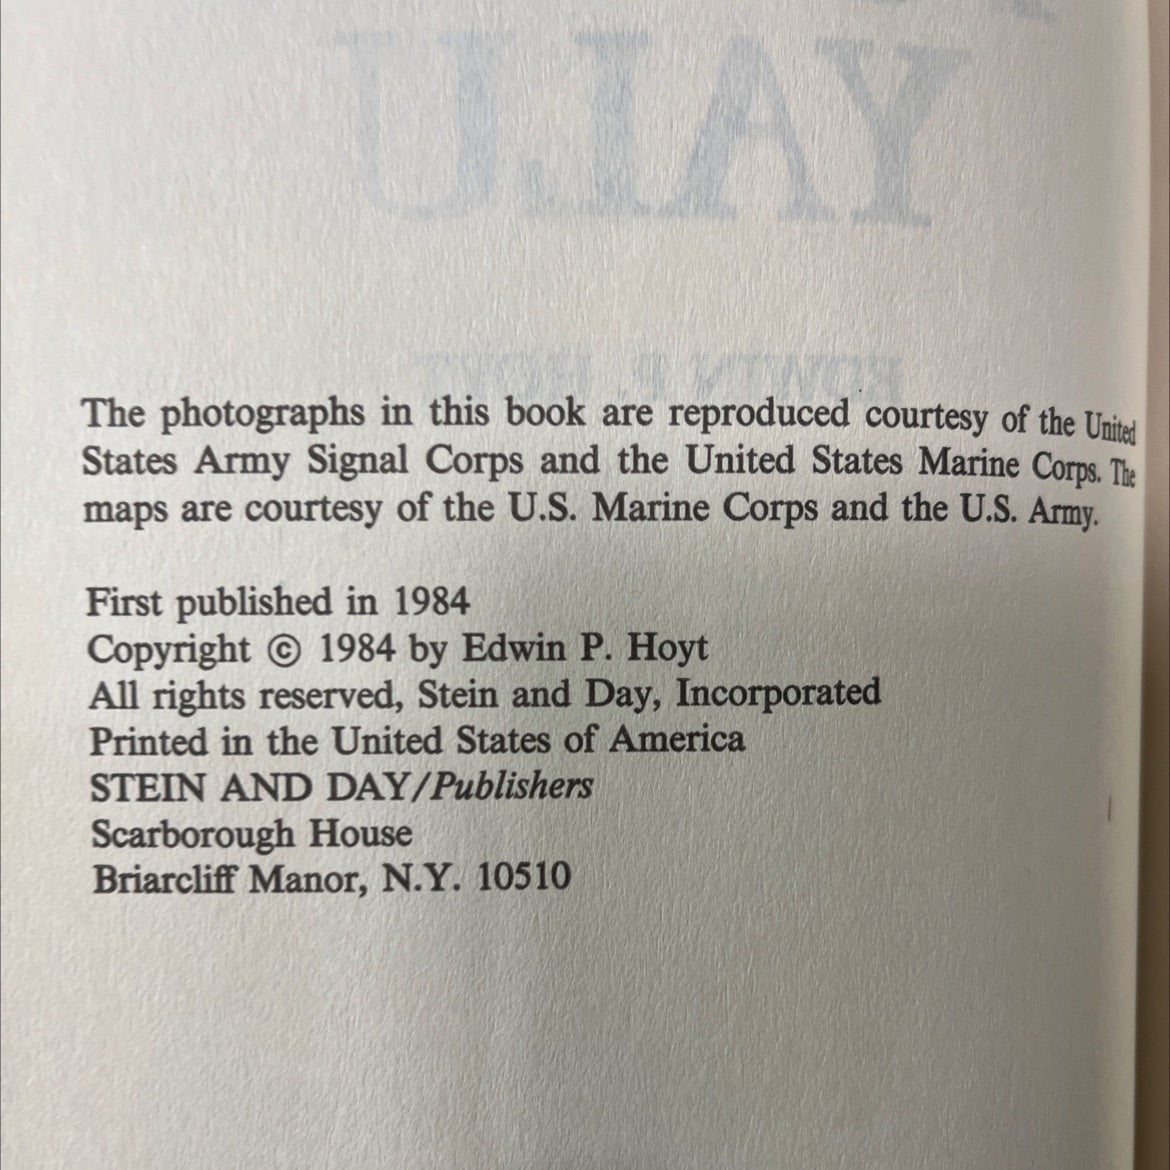 YALU
EDWIN P. HOYT
The photographs in this book are reproduced courtesy of the United
States Army Signal Corps and the United States Marine Corps. The
maps are courtesy of the U.S. Marine Corps and the U.S. Army.
First published in 1984
Copyright © 1984 by Edwin P. Hoyt
All rights reserved, Stein and Day, Incorporated
Printed in the United States of America
STEIN AND DAY/Publishers
Scarborough House
Briarcliff Manor, N.Y. 10510